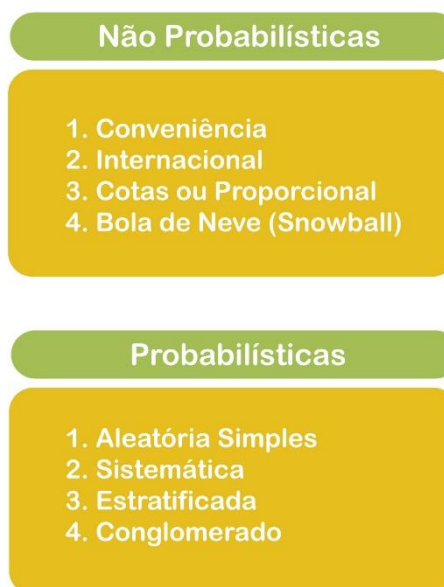 Não Probabilísticas
1. Conveniência
2. Internacional
3. Cotas ou Proporcional
4. Bola de Neve (Snowball)
Probabilísticas
1. Aleatória Simples
2. Sistemática
3. Estratificada
4. Conglomerado